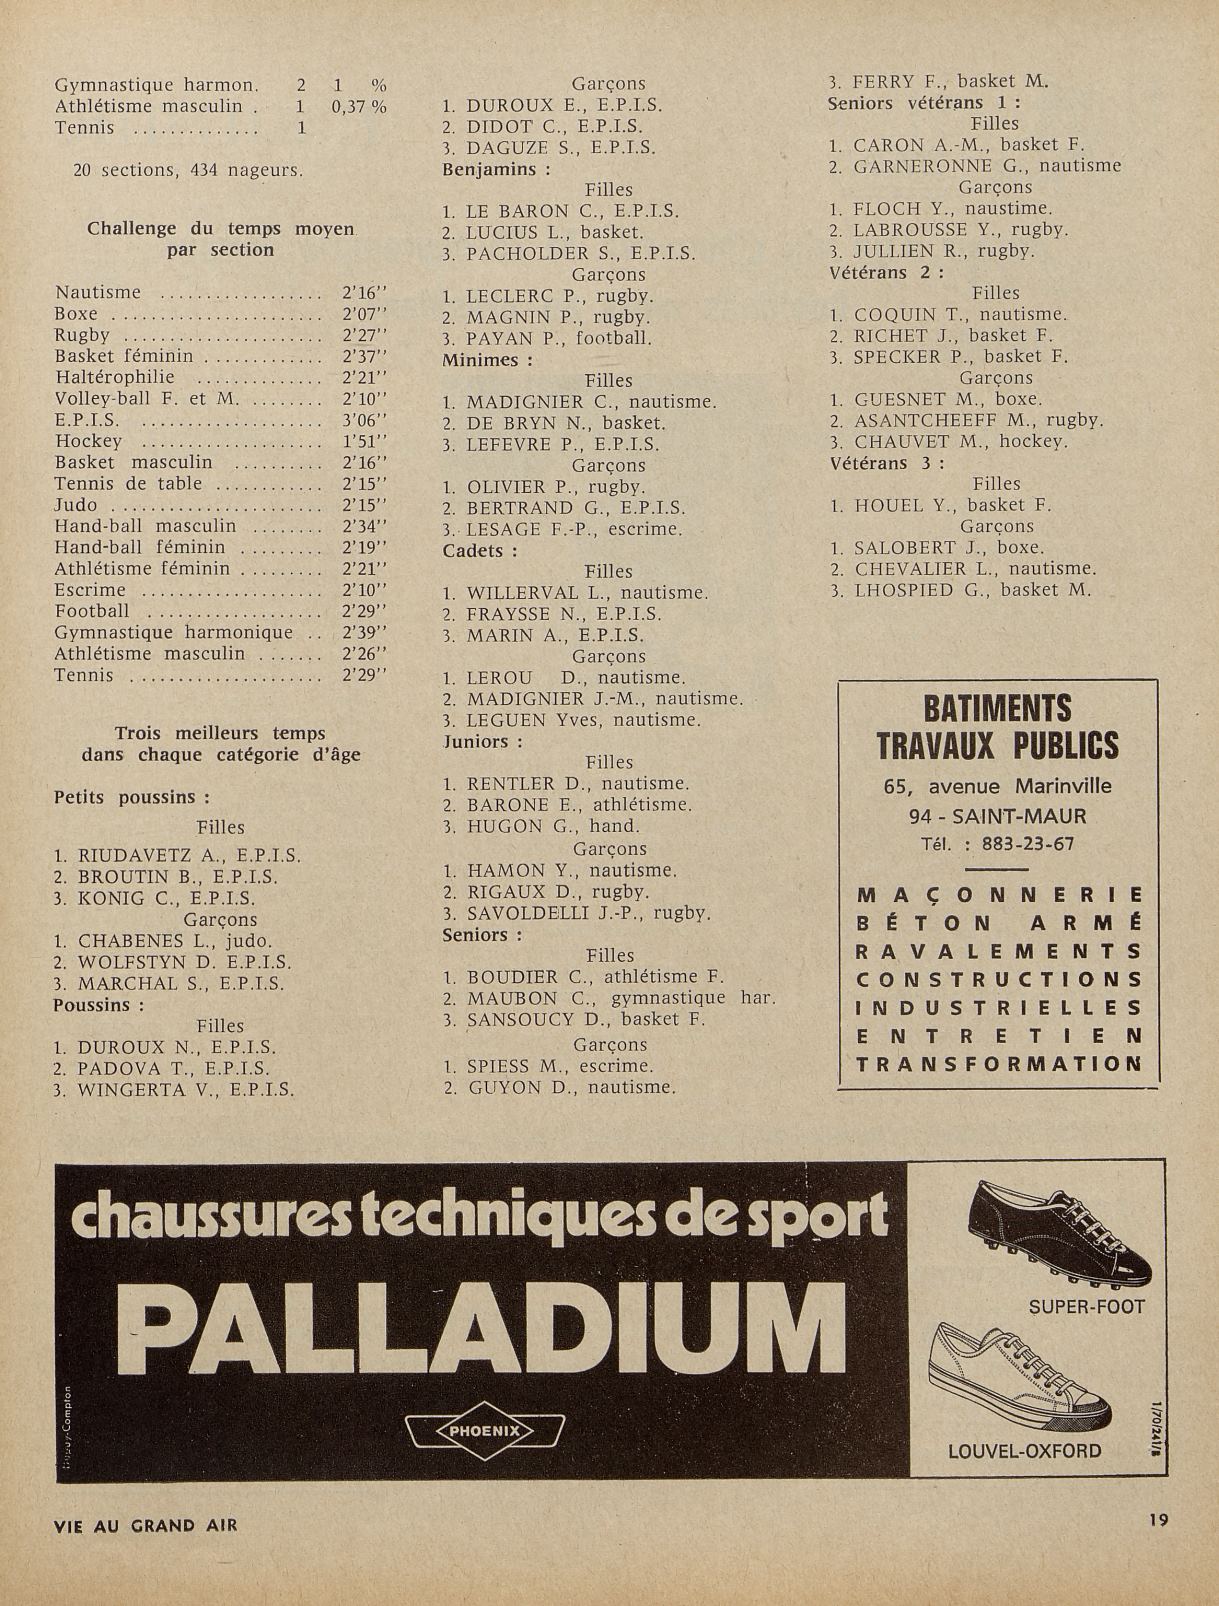 Gymnastique harmon. 2 1 %
Athlétisme masculin . 1 0,37 %
Tennis .............. 1
20 sections, 434 nageurs.
Challenge du temps moyen
par section
Nautisme .................. 2'16''
Boxe ....................... 2'07''
Rugby ...................... 2'27''
Basket féminin ............. 2'37''
Haltérophilie .............. 2'21''
Volley-ball F. et M. ........ 2'10''
E.P.I.S. .................... 3'06''
Hockey .................... 1'51''
Basket masculin .......... 2'16''
Tennis de table ............ 2'15''
Judo ....................... 2'15''
Hand-ball masculin ........ 2'34''
Hand-ball féminin ......... 2'19''
Athlétisme féminin ......... 2'21''
Escrime .................... 2'10''
Football ................... 2'29''
Gymnastique harmonique .. 2'39''
Athlétisme masculin ....... 2'26''
Tennis ..................... 2'29''
Trois meilleurs temps
dans chaque catégorie d'âge
Petits poussins :
Filles
1. RIUDAVETZ A., E.P.I.S.
2. BROUTIN B., E.P.I.S.
3. KONIG C., E.P.I.S.
Garçons
1. CHABENES L., judo.
2. WOLFSTYN D. E.P.I.S.
3. MARCHAL S., E.P.I.S.
Poussins :
Filles
1. DUROUX N., E.P.I.S.
2. PADOVA T., E.P.I.S.
3. WINGERTA V., E.P.I.S.
Garçons
1. DUROUX E., E.P.I.S.
2. DIDOT C., E.P.I.S.
3. DAGUZE S., E.P.I.S.
Benjamins :
Filles
1. LE BARON C., E.P.I.S.
2. LUCIUS L., basket.
3. PACHOLDER S., E.P.I.S.
Garçons
1. LECLERC P., rugby.
2. MAGNIN P., rugby.
3. PAYAN P., football.
Minimes :
Filles
1. MADIGNIER C., nautisme.
2. DE BRYN N., basket.
3. LEFEVRE P., E.P.I.S.
Garçons
1. OLIVIER P., rugby.
2. BERTRAND G., E.P.I.S.
3. LESAGE F.-P., escrime.
Cadets :
Filles
1. WILLERVAL L., nautisme.
2. FRAYSSE N., E.P.I.S.
3. MARIN A., E.P.I.S.
Garçons
1. LEROU D., nautisme.
2. MADIGNIER J.-M., nautisme.
3. LEGUEN Yves, nautisme.
Juniors :
Filles
1. RENTLER D., nautisme.
2. BARONE E., athlétisme.
3. HUGON G., hand.
Garçons
1. HAMON Y., nautisme.
2. RIGAUX D., rugby.
3. SAVOLDELLI J.-P., rugby.
Seniors :
Filles
1. BOUDIER C., athlétisme F.
2. MAUBON C., gymnastique har.
3. SANSOUCY D., basket F.
Garçons
1. SPIESS M., escrime.
2. GUYON D., nautisme.
3. FERRY F., basket M.
Seniors vétérans 1 :
Filles
1. CARON A.-M., basket F.
2. GARNERONNE G., nautisme
Garçons
1. FLOCH Y., naustime.
2. LABROUSSE Y., rugby.
3. JULLIEN R., rugby.
Vétérans 2 :
Filles
1. COQUIN T., nautisme.
2. RICHET J., basket F.
3. SPECKER P., basket F.
Garçons
1. GUESNET M., boxe.
2. ASANTCHEEFF M., rugby.
3. CHAUVET M., hockey.
Vétérans 3 :
Filles
1. HOUEL Y., basket F.
Garçons
1. SALOBERT J., boxe.
2. CHEVALIER L., nautisme.
3. LHOSPIED G., basket M.
BATIMENTS
TRAVAUX PUBLICS
65, avenue Marinville
94 - SAINT-MAUR
Tél. : 883-23-67
MAÇONNERIE
BÉTON ARMÉ
RAVALEMENTS
CONSTRUCTIONS
INDUSTRIELLES
ENTRETIEN
TRANSFORMATION
chaussures techniques de sport
PALLADIUM
PHOENIX
SUPER-FOOT
LOUVEL-OXFORD
1/70/241/8
VIE AU GRAND AIR
19